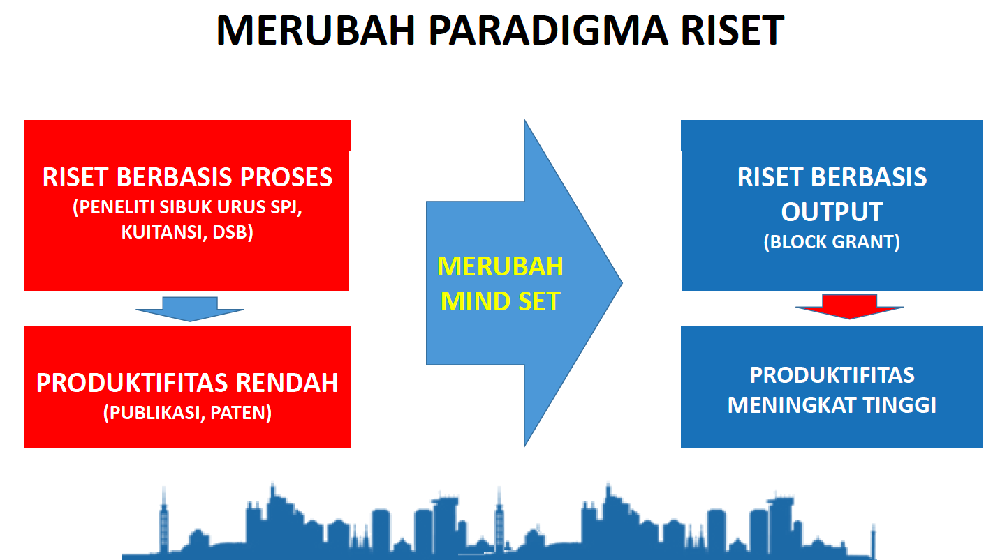 MERUBAH PARADIGMA RISET
RISET BERBASIS PROSES
(PENELITI SIBUK URUS SPJ,
KUITANSI, DSB)
PRODUKTIFITAS RENDAH
(PUBLIKASI, PATEN)
MERUBAH
MIND SET
RISET BERBASIS
OUTPUT
(BLOCK GRANT)
PRODUKTIFITAS
MENINGKAT TINGGI